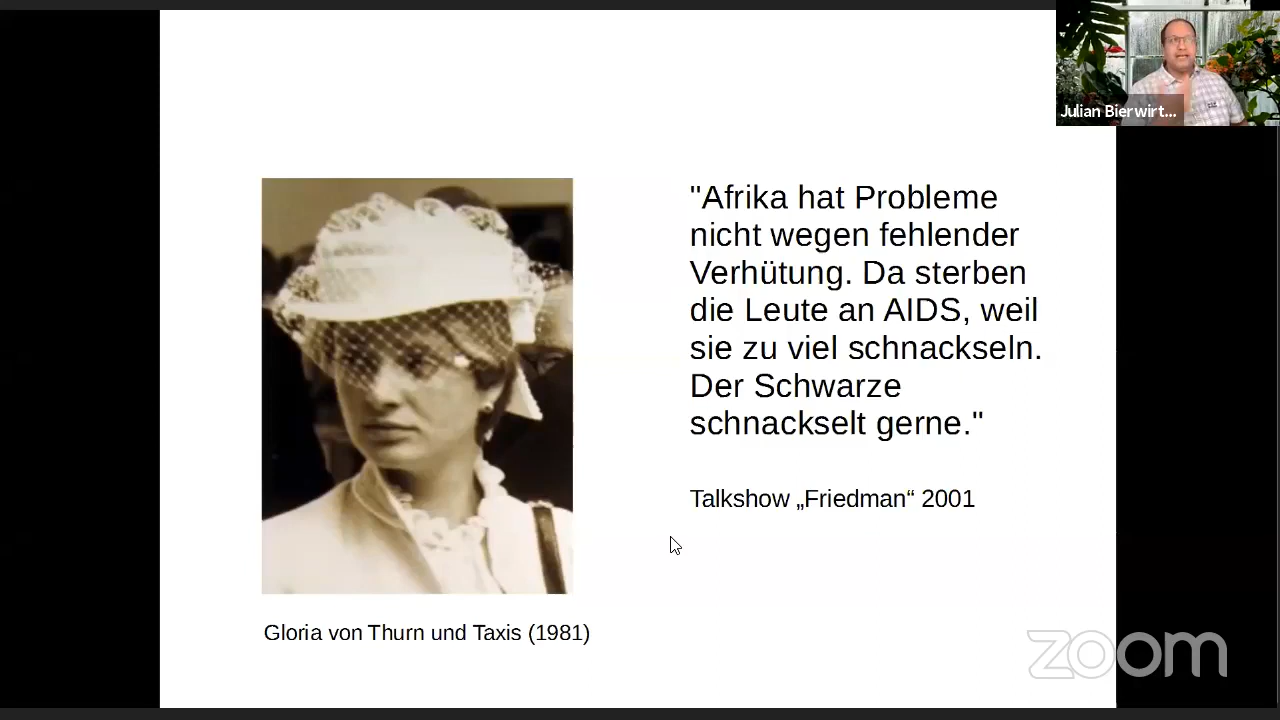 Julian Bierwirt...
"Afrika hat Probleme
nicht wegen fehlender
Verhütung. Da sterben
die Leute an AIDS, weil
sie zu viel schnackseln.
Der Schwarze
schnackselt gerne."
Talkshow „Friedman“ 2001
Gloria von Thurn und Taxis (1981)
zoom